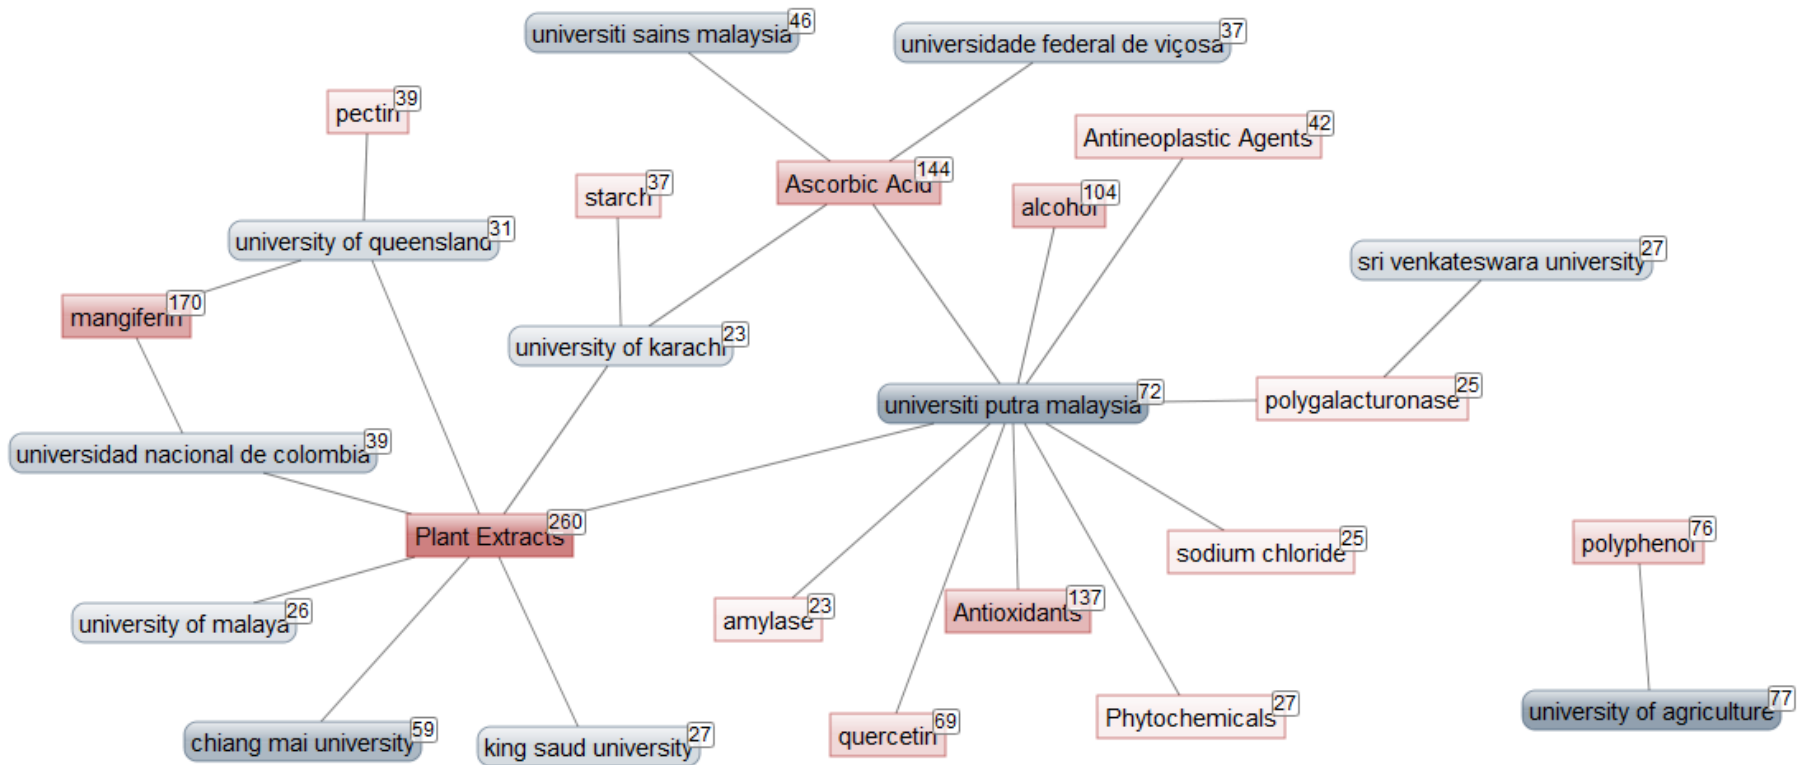 universiti sains malaysia 46
universidade federal de viçosa 37
pectin 39
Antineoplastic Agents 42
starch 37
Ascorbic Acid 144
alcohol 104
university of queensland 31
sri venkateswara university 27
mangiferin 170
university of karachi 23
universiti putra malaysia 72
polygalacturonase 25
universidad nacional de colombia 39
Plant Extracts 260
sodium chloride 25
polyphenol 76
university of malaya 26
amylase 23
Antioxidants 137
chiang mai university 59
king saud university 27
quercetin 69
Phytochemicals 27
university of agriculture 77